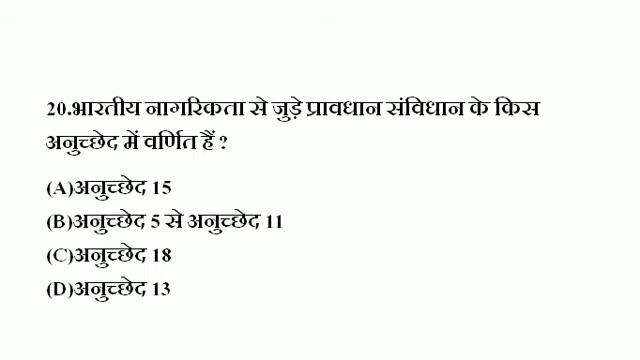 20.भारतीय नागरिकता से जुड़े प्रावधान संविधान के किस
अनुच्छेद में वर्णित हैं ?
(A)अनुच्छेद 15
(B)अनुच्छेद 5 से अनुच्छेद 11
(C)अनुच्छेद 18
(D)अनुच्छेद 13